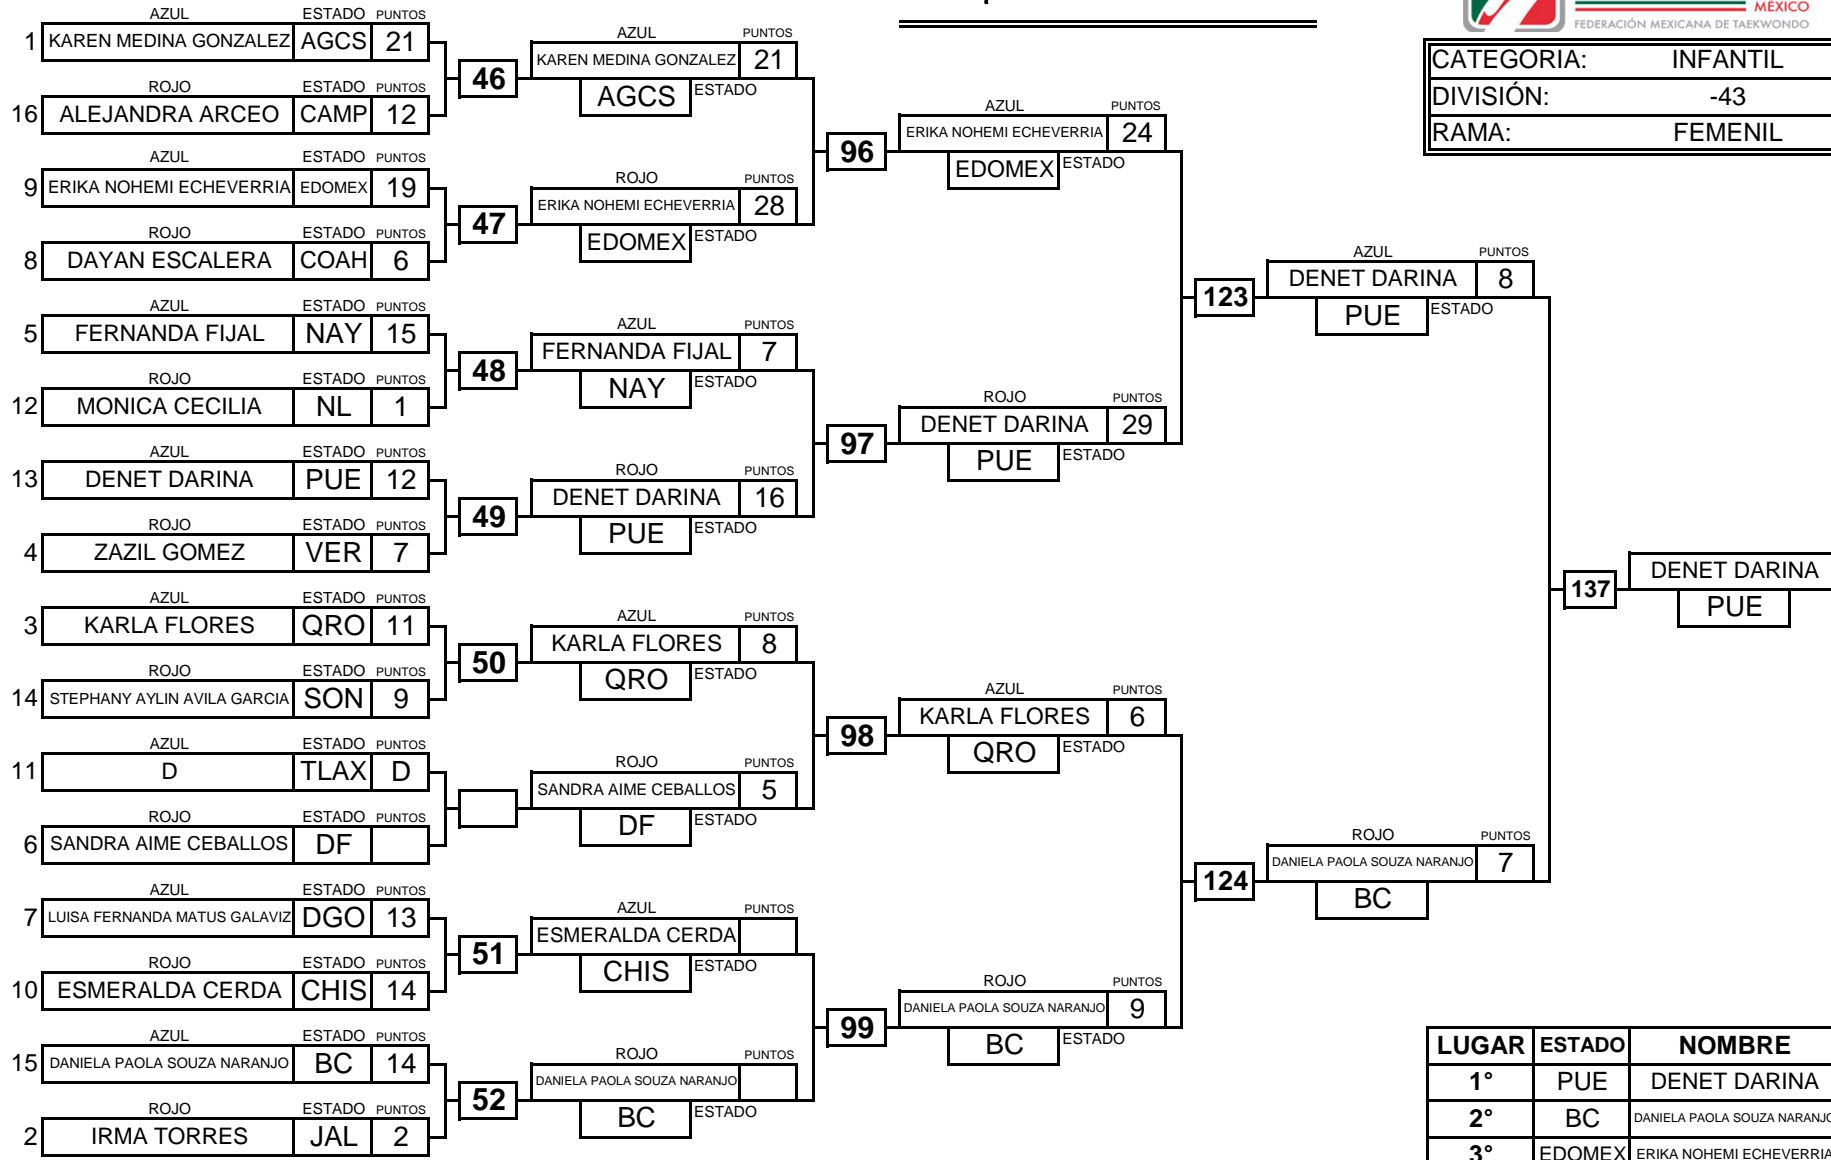 MÉXICO
FEDERACIÓN MEXICANA DE TAEKWONDO
CATEGORIA: INFANTIL
DIVISIÓN: -43
RAMA: FEMENIL
AZUL ESTADO PUNTOS
1 KAREN MEDINA GONZALEZ AGCS 21
ROJO ESTADO PUNTOS
16 ALEJANDRA ARCEO CAMP 12
AZUL ESTADO PUNTOS
9 ERIKA NOHEMI ECHEVERRIA EDOMEX 19
ROJO ESTADO PUNTOS
8 DAYAN ESCALERA COAH 6
AZUL ESTADO PUNTOS
5 FERNANDA FIJAL NAY 15
ROJO ESTADO PUNTOS
12 MONICA CECILIA NL 1
AZUL ESTADO PUNTOS
13 DENET DARINA PUE 12
ROJO ESTADO PUNTOS
4 ZAZIL GOMEZ VER 7
AZUL ESTADO PUNTOS
3 KARLA FLORES QRO 11
ROJO ESTADO PUNTOS
14 STEPHANY AYLIN AVILA GARCIA SON 9
AZUL ESTADO PUNTOS
11 D TLAX D
ROJO ESTADO PUNTOS
6 SANDRA AIME CEBALLOS DF
AZUL ESTADO PUNTOS
7 LUISA FERNANDA MATUS GALAVIZ DGO 13
ROJO ESTADO PUNTOS
10 ESMERALDA CERDA CHIS 14
AZUL ESTADO PUNTOS
15 DANIELA PAOLA SOUZA NARANJO BC 14
ROJO ESTADO PUNTOS
2 IRMA TORRES JAL 2
46
47
48
49
50
51
52
AZUL PUNTOS
KAREN MEDINA GONZALEZ 21
AGCS ESTADO
ROJO PUNTOS
ERIKA NOHEMI ECHEVERRIA 28
EDOMEX ESTADO
AZUL PUNTOS
FERNANDA FIJAL 7
NAY ESTADO
ROJO PUNTOS
DENET DARINA 16
PUE ESTADO
AZUL PUNTOS
KARLA FLORES 8
QRO ESTADO
ROJO PUNTOS
SANDRA AIME CEBALLOS 5
DF ESTADO
AZUL PUNTOS
ESMERALDA CERDA
CHIS ESTADO
ROJO PUNTOS
DANIELA PAOLA SOUZA NARANJO
BC ESTADO
96
97
98
99
AZUL PUNTOS
ERIKA NOHEMI ECHEVERRIA 24
EDOMEX ESTADO
ROJO PUNTOS
DENET DARINA 29
PUE ESTADO
AZUL PUNTOS
KARLA FLORES 6
QRO ESTADO
ROJO PUNTOS
DANIELA PAOLA SOUZA NARANJO 9
BC ESTADO
123
124
AZUL PUNTOS
DENET DARINA 8
PUE ESTADO
ROJO PUNTOS
DANIELA PAOLA SOUZA NARANJO 7
BC
137
DENET DARINA
PUE
LUGAR ESTADO NOMBRE
1° PUE DENET DARINA
2° BC DANIELA PAOLA SOUZA NARANJO
3° EDOMEX ERIKA NOHEMI ECHEVERRIA